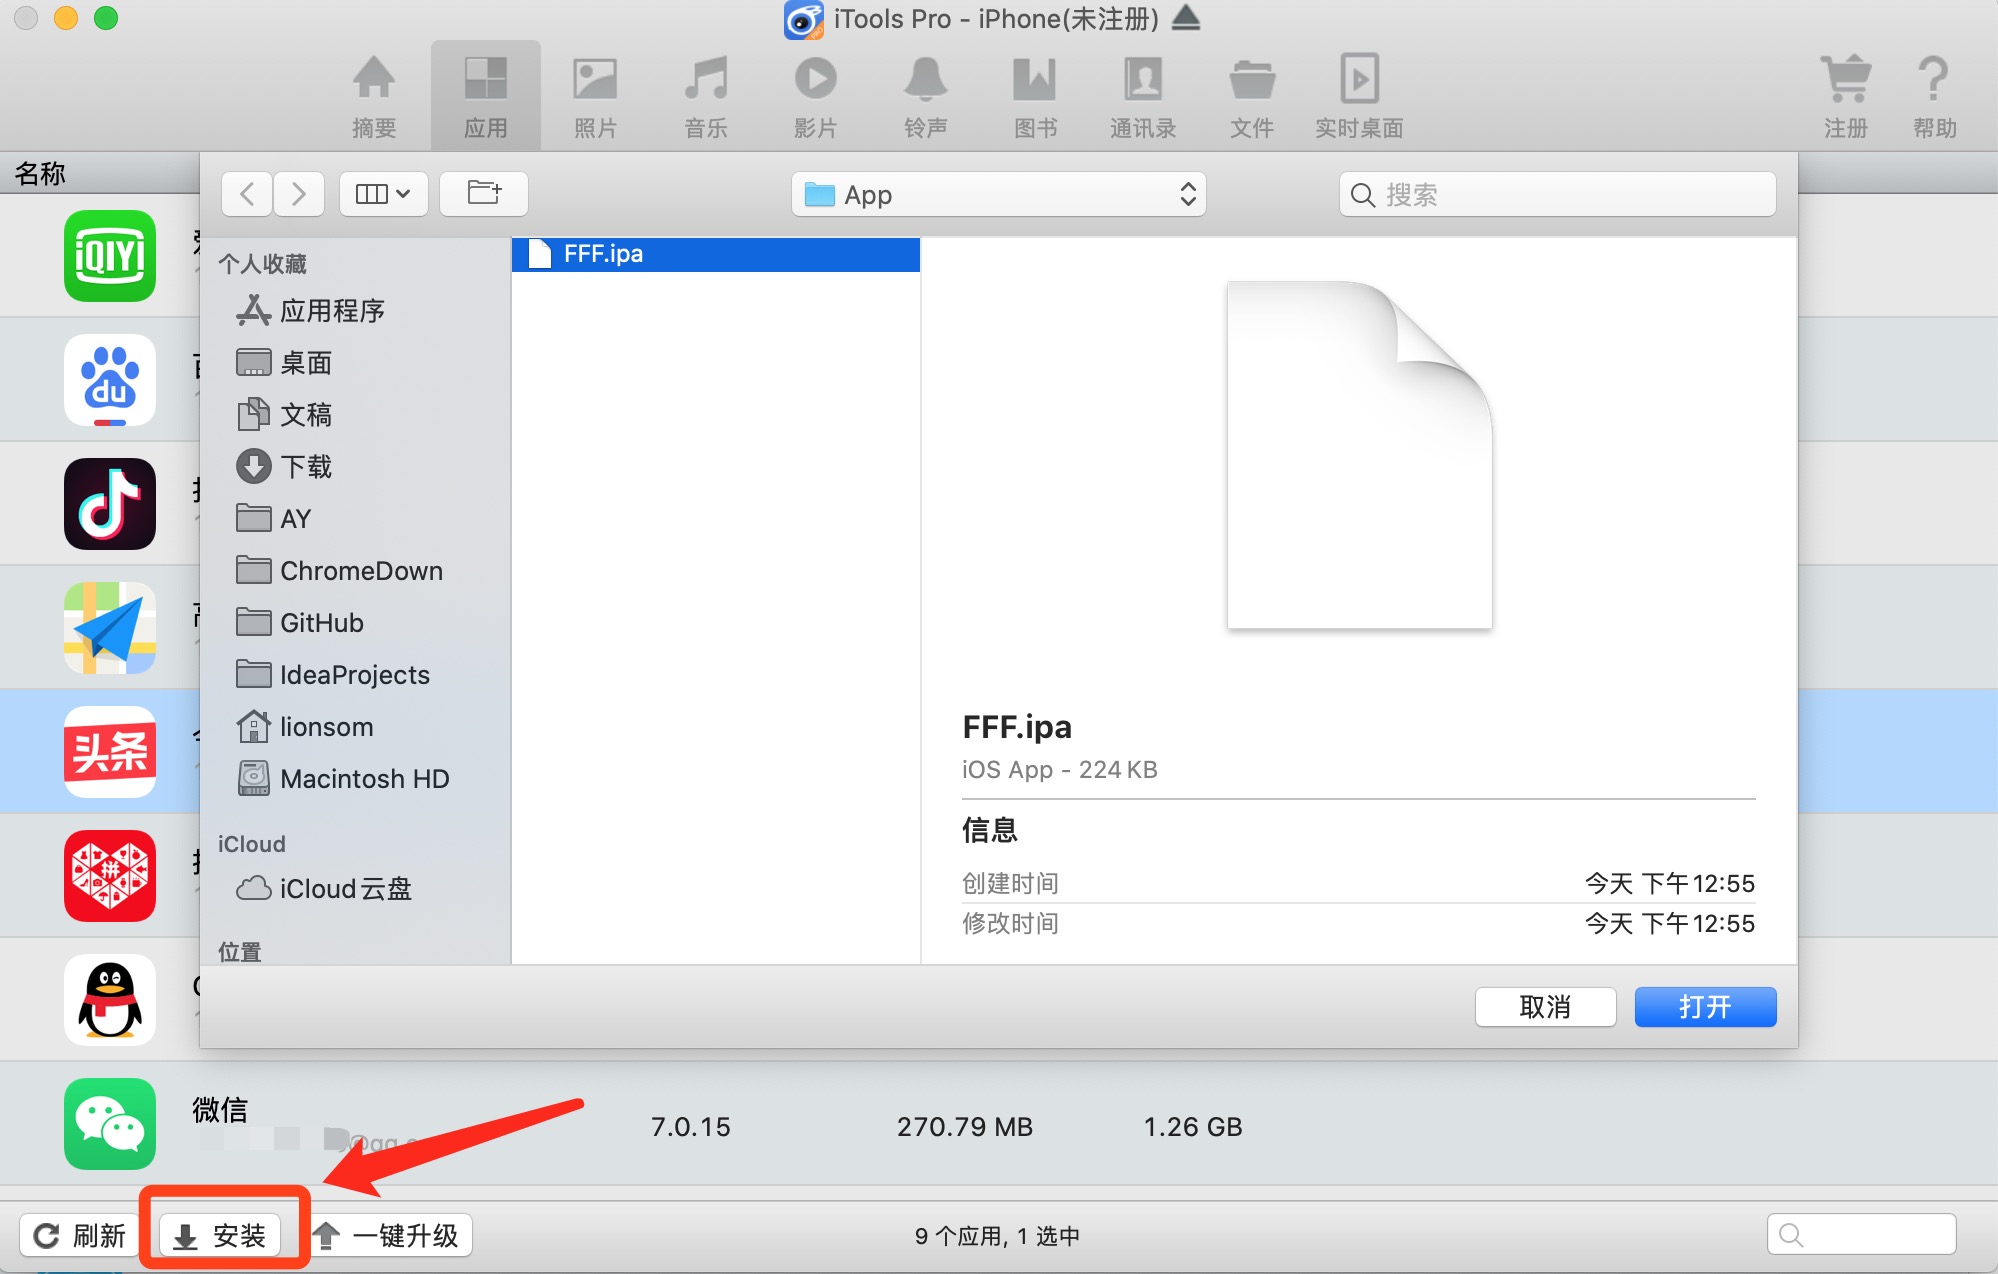 iTools Pro - iPhone(未注册)
摘要
应用
照片
音乐
影片
铃声
图书
通讯录
文件
实时桌面
注册
帮助
名称
App
搜索
iQIYI
du
头条
拼
个人收藏
应用程序
桌面
文稿
下载
AY
ChromeDown
GitHub
IdeaProjects
lionsom
Macintosh HD
iCloud
iCloud云盘
位置
FFF.ipa
FFF.ipa
iOS App - 224 KB
信息
创建时间 今天 下午12:55
修改时间 今天 下午12:55
取消
打开
微信
7.0.15
270.79 MB
1.26 GB
刷新
安装
一键升级
9 个应用, 1 选中